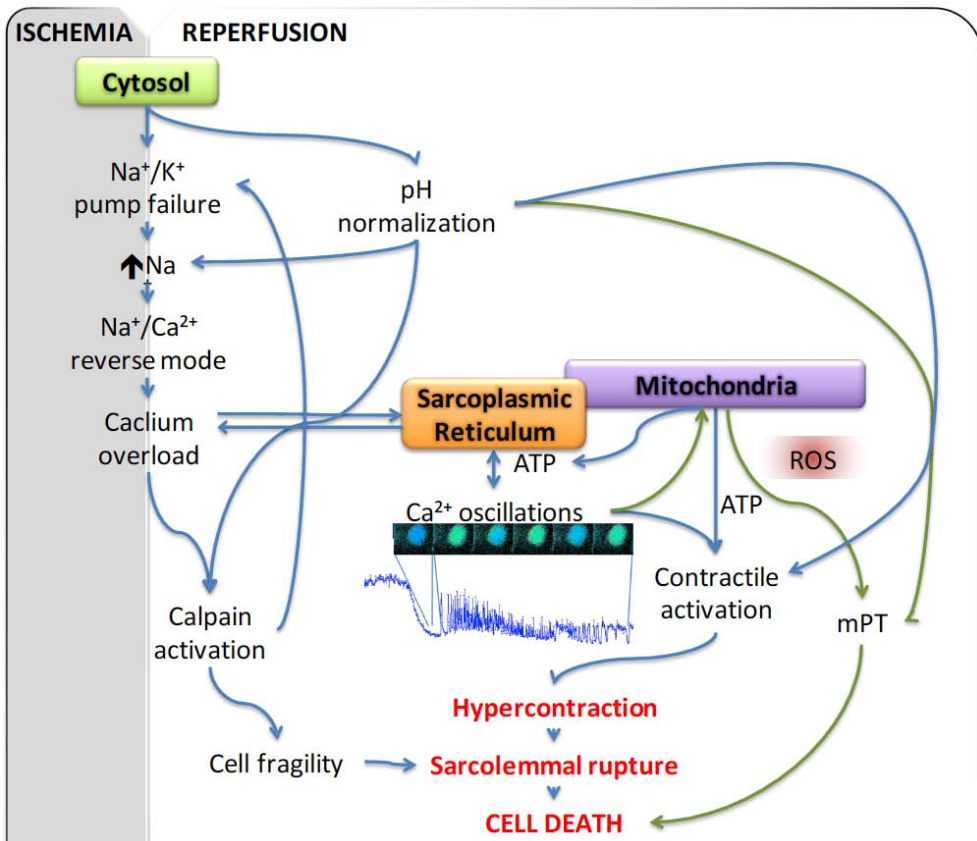 ISCHEMIA REPERFUSION
Cytosol
Na⁺/K⁺
pump failure
pH
normalization
🡅Na
+
Na⁺/Ca²⁺
reverse mode
Caclium
overload
Sarcoplasmic
Reticulum
Mitochondria
ATP
ROS
ATP
Ca²⁺ oscillations
Contractile
activation
Calpain
activation
mPT
Hypercontraction
Cell fragility
Sarcolemmal rupture
CELL DEATH